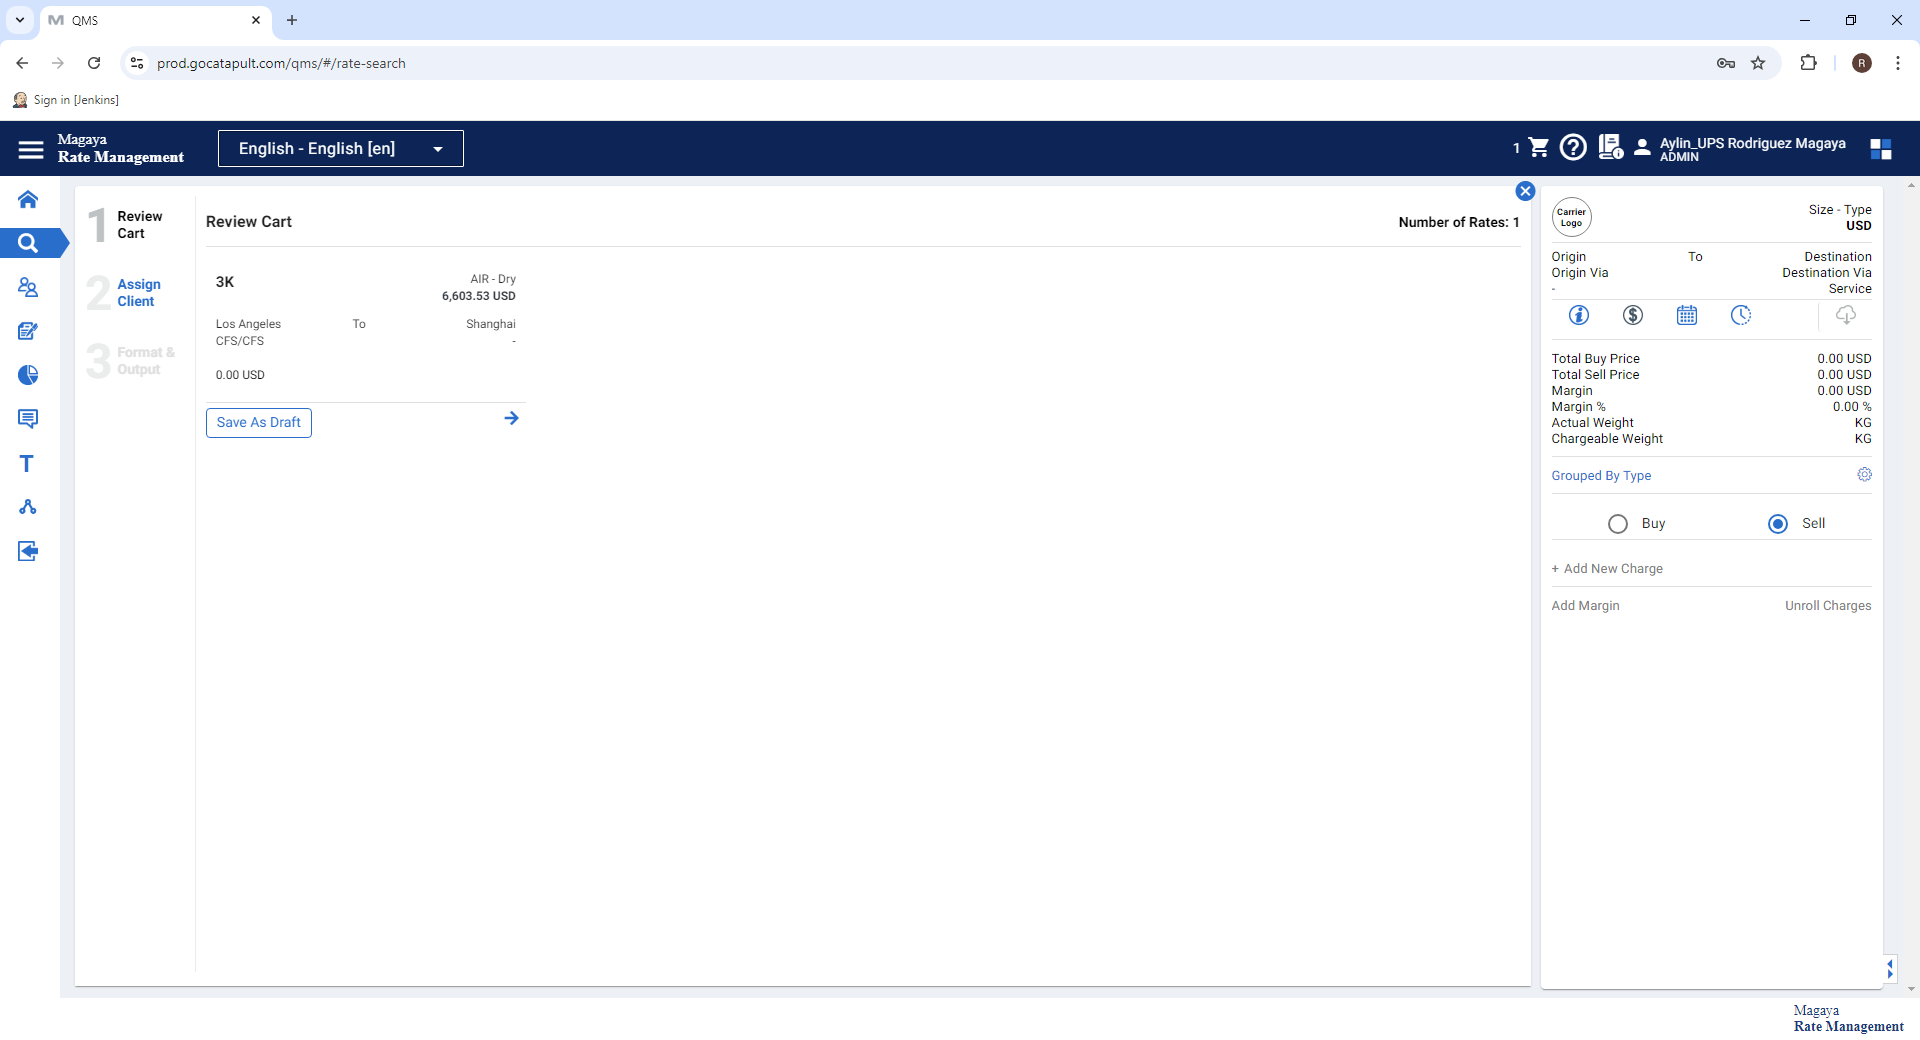 QMS
prod.gocatapult.com/qms/#/rate-search
R
Sign in [Jenkins]
Magaya
Rate Management
English - English [en]
1
Aylin_UPS Rodriguez Magaya
ADMIN
1 Review Cart
2 Assign Client
3 Format & Output
Review Cart
Number of Rates: 1
3K
AIR - Dry
6,603.53 USD
Los Angeles To Shanghai
CFS/CFS -
0.00 USD
Save As Draft
Carrier Logo
Size - Type
USD
Origin To Destination
Origin Via Destination Via
- Service
Total Buy Price 0.00 USD
Total Sell Price 0.00 USD
Margin 0.00 USD
Margin % 0.00 %
Actual Weight KG
Chargeable Weight KG
Grouped By Type
Buy Sell
+ Add New Charge
Add Margin Unroll Charges
Magaya
Rate Management